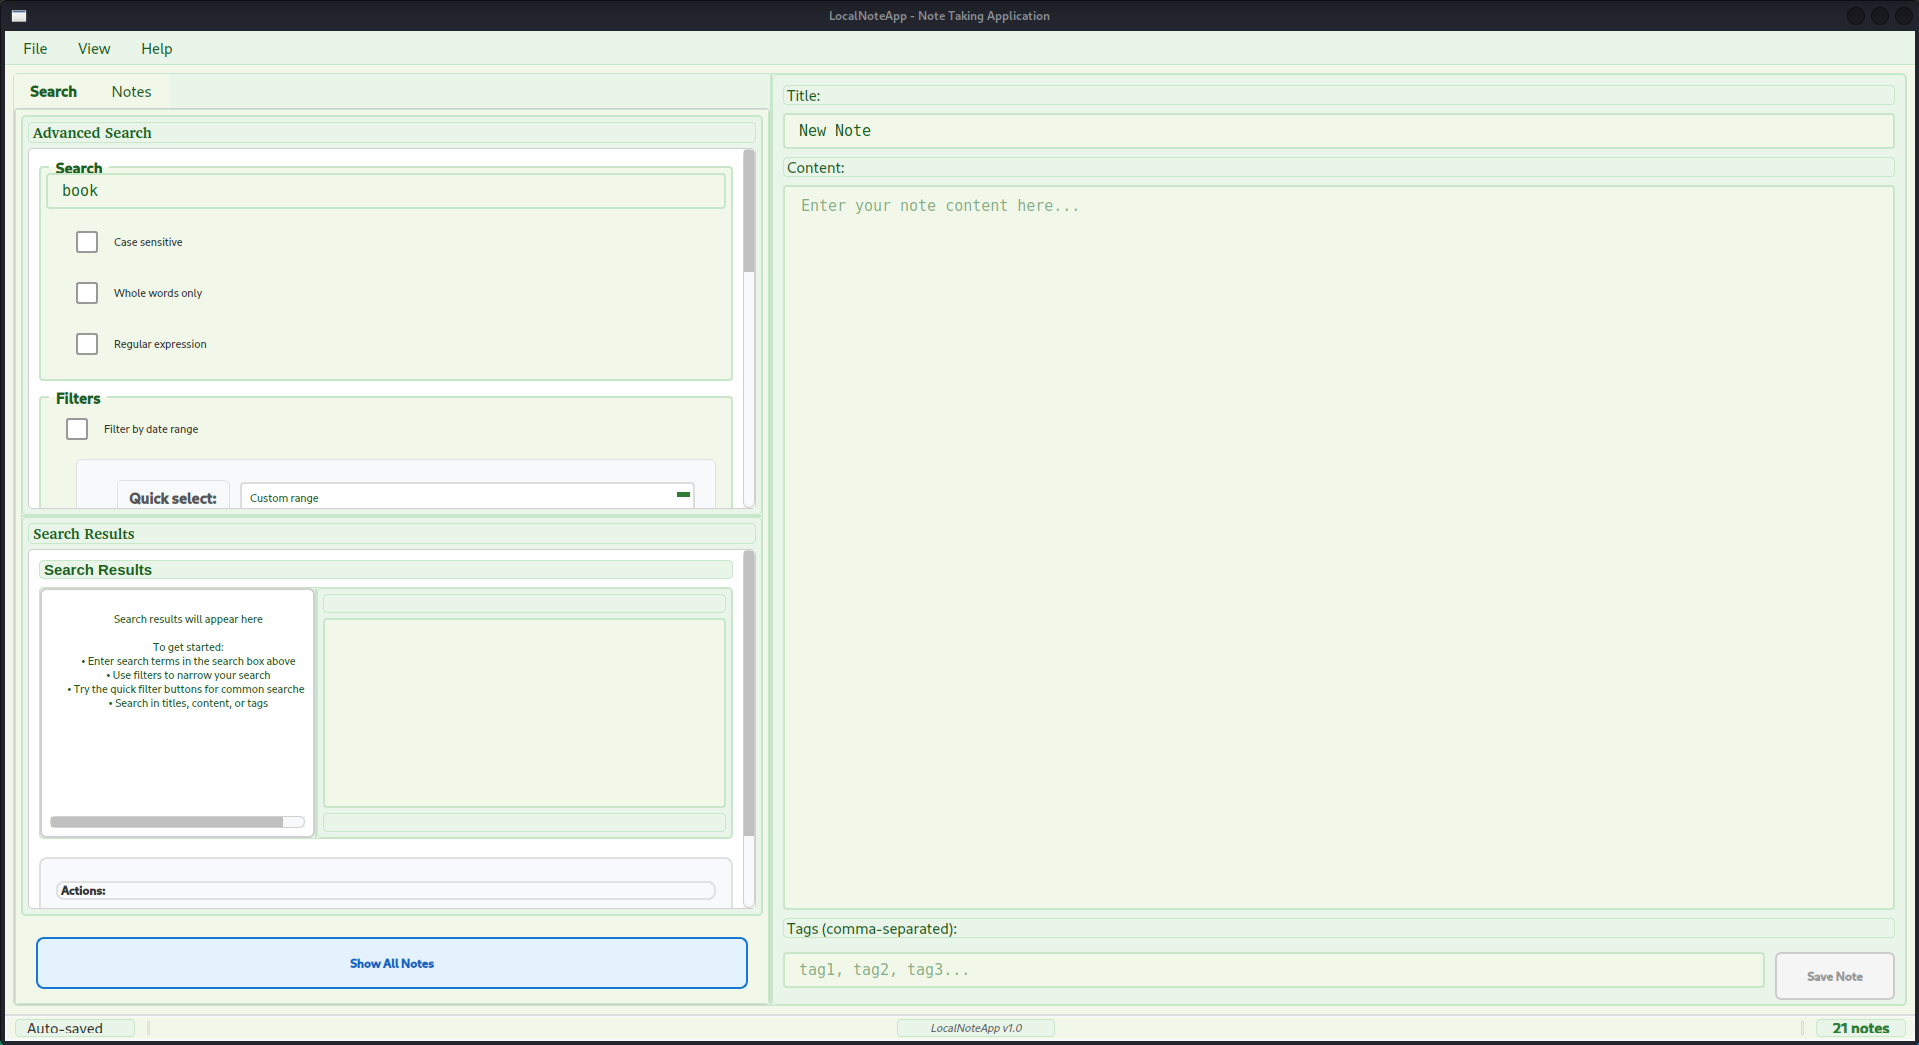 LocalNoteApp - Note Taking Application
File View Help
Search Notes
Advanced Search
Search
book
Case sensitive
Whole words only
Regular expression
Filters
Filter by date range
Quick select: Custom range
Search Results
Search Results
Search results will appear here
To get started:
• Enter search terms in the search box above
• Use filters to narrow your search
• Try the quick filter buttons for common searche
• Search in titles, content, or tags
Actions:
Show All Notes
Title:
New Note
Content:
Enter your note content here...
Tags (comma-separated):
tag1, tag2, tag3...
Save Note
Auto-saved
LocalNoteApp v1.0
21 notes